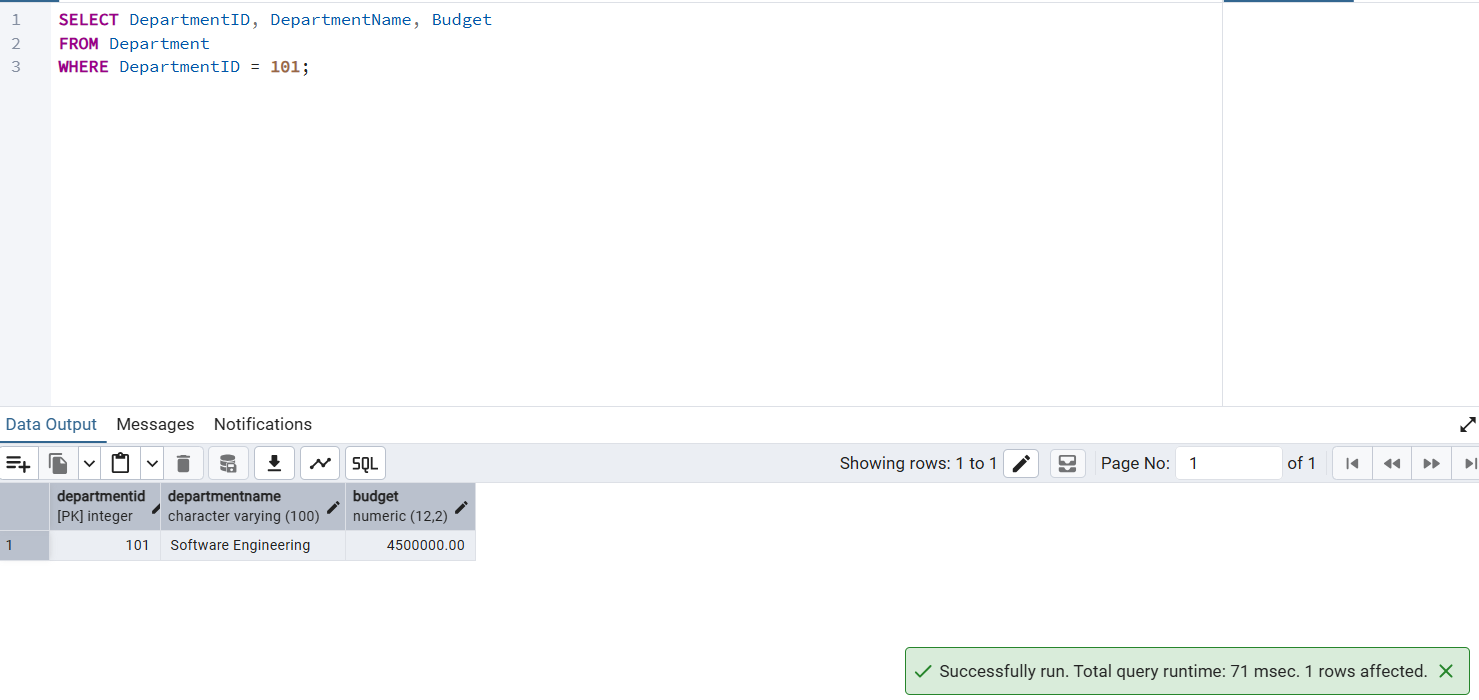 1 SELECT DepartmentID, DepartmentName, Budget
2 FROM Department
3 WHERE DepartmentID = 101;
Data Output Messages Notifications
SQL Showing rows: 1 to 1 Page No: 1 of 1
departmentid departmentname budget
[PK] integer character varying (100) numeric (12,2)
1 101 Software Engineering 4500000.00
Successfully run. Total query runtime: 71 msec. 1 rows affected.